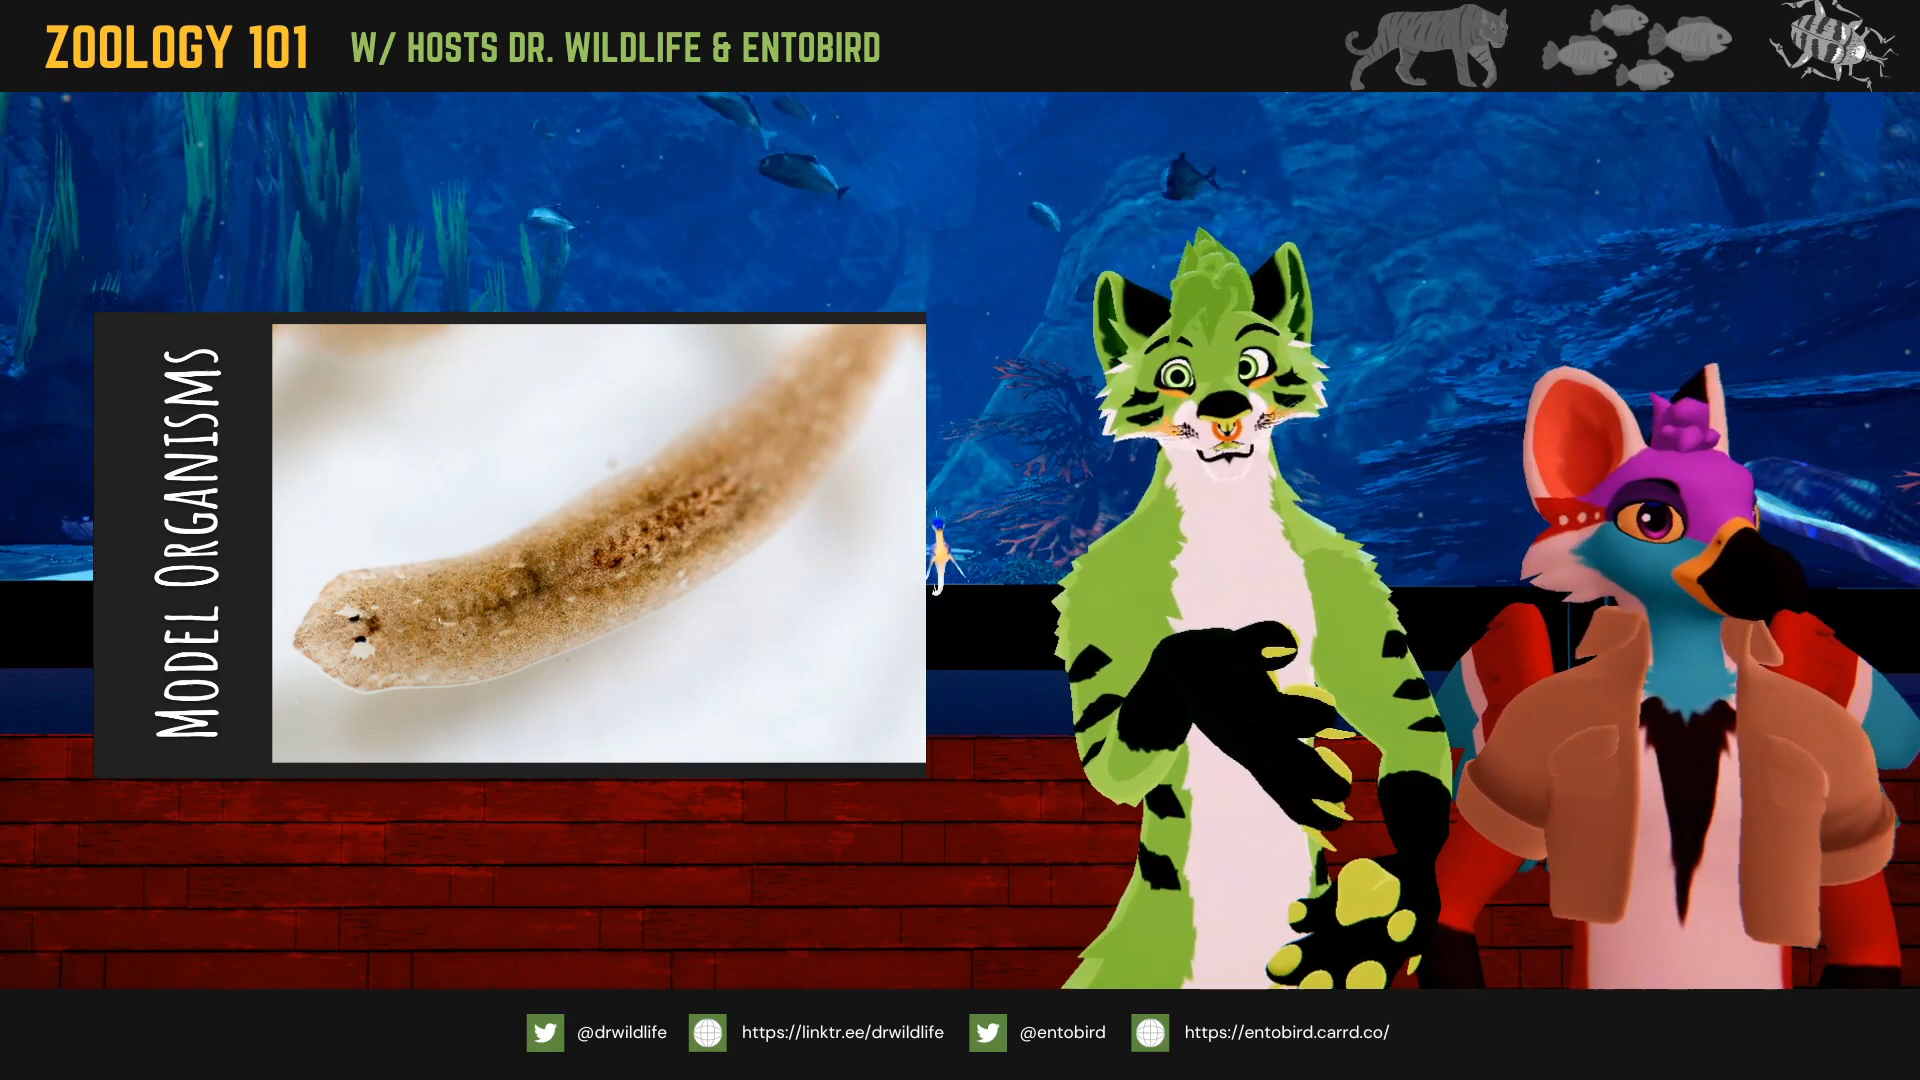 ZOOLOGY 101 W/ HOSTS DR. WILDLIFE & ENTOBIRD
MODEL ORGANISMS
@drwildlife https://linktr.ee/drwildlife @entobird https://entobird.carrd.co/